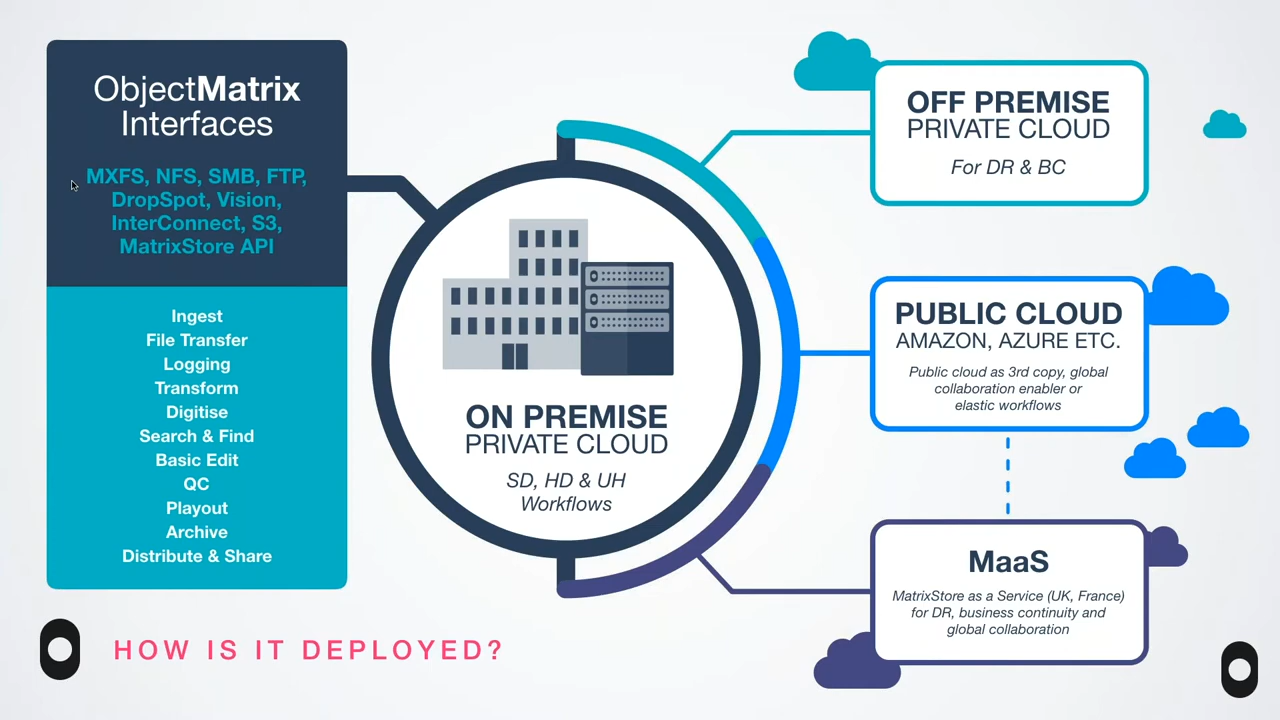 ObjectMatrix
Interfaces
MXFS, NFS, SMB, FTP,
DropSpot, Vision,
InterConnect, S3,
MatrixStore API
Ingest
File Transfer
Logging
Transform
Digitise
Search & Find
Basic Edit
QC
Playout
Archive
Distribute & Share
ON PREMISE
PRIVATE CLOUD
SD, HD & UH
Workflows
OFF PREMISE
PRIVATE CLOUD
For DR & BC
PUBLIC CLOUD
AMAZON, AZURE ETC.
Public cloud as 3rd copy, global
collaboration enabler or
elastic workflows
MaaS
MatrixStore as a Service (UK, France)
for DR, business continuity and
global collaboration
HOW IS IT DEPLOYED?